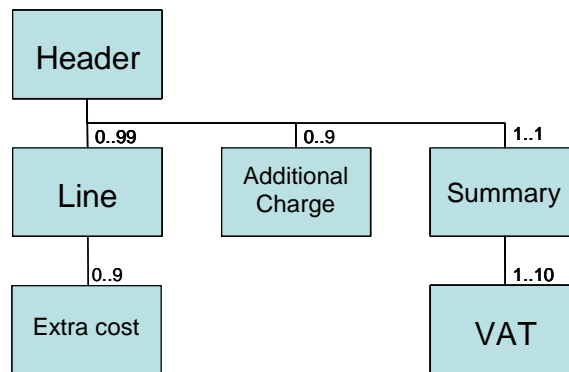 Header
0..99
0..9
1..1
Line
Additional
Charge
Summary
0..9
1..10
Extra cost
VAT